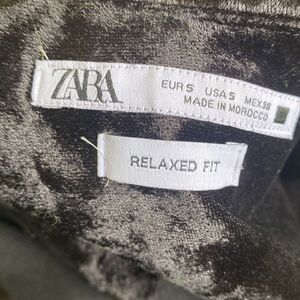 ZARA
EUR S USA S MEX 38
MADE IN MOROCCO
RELAXED FIT